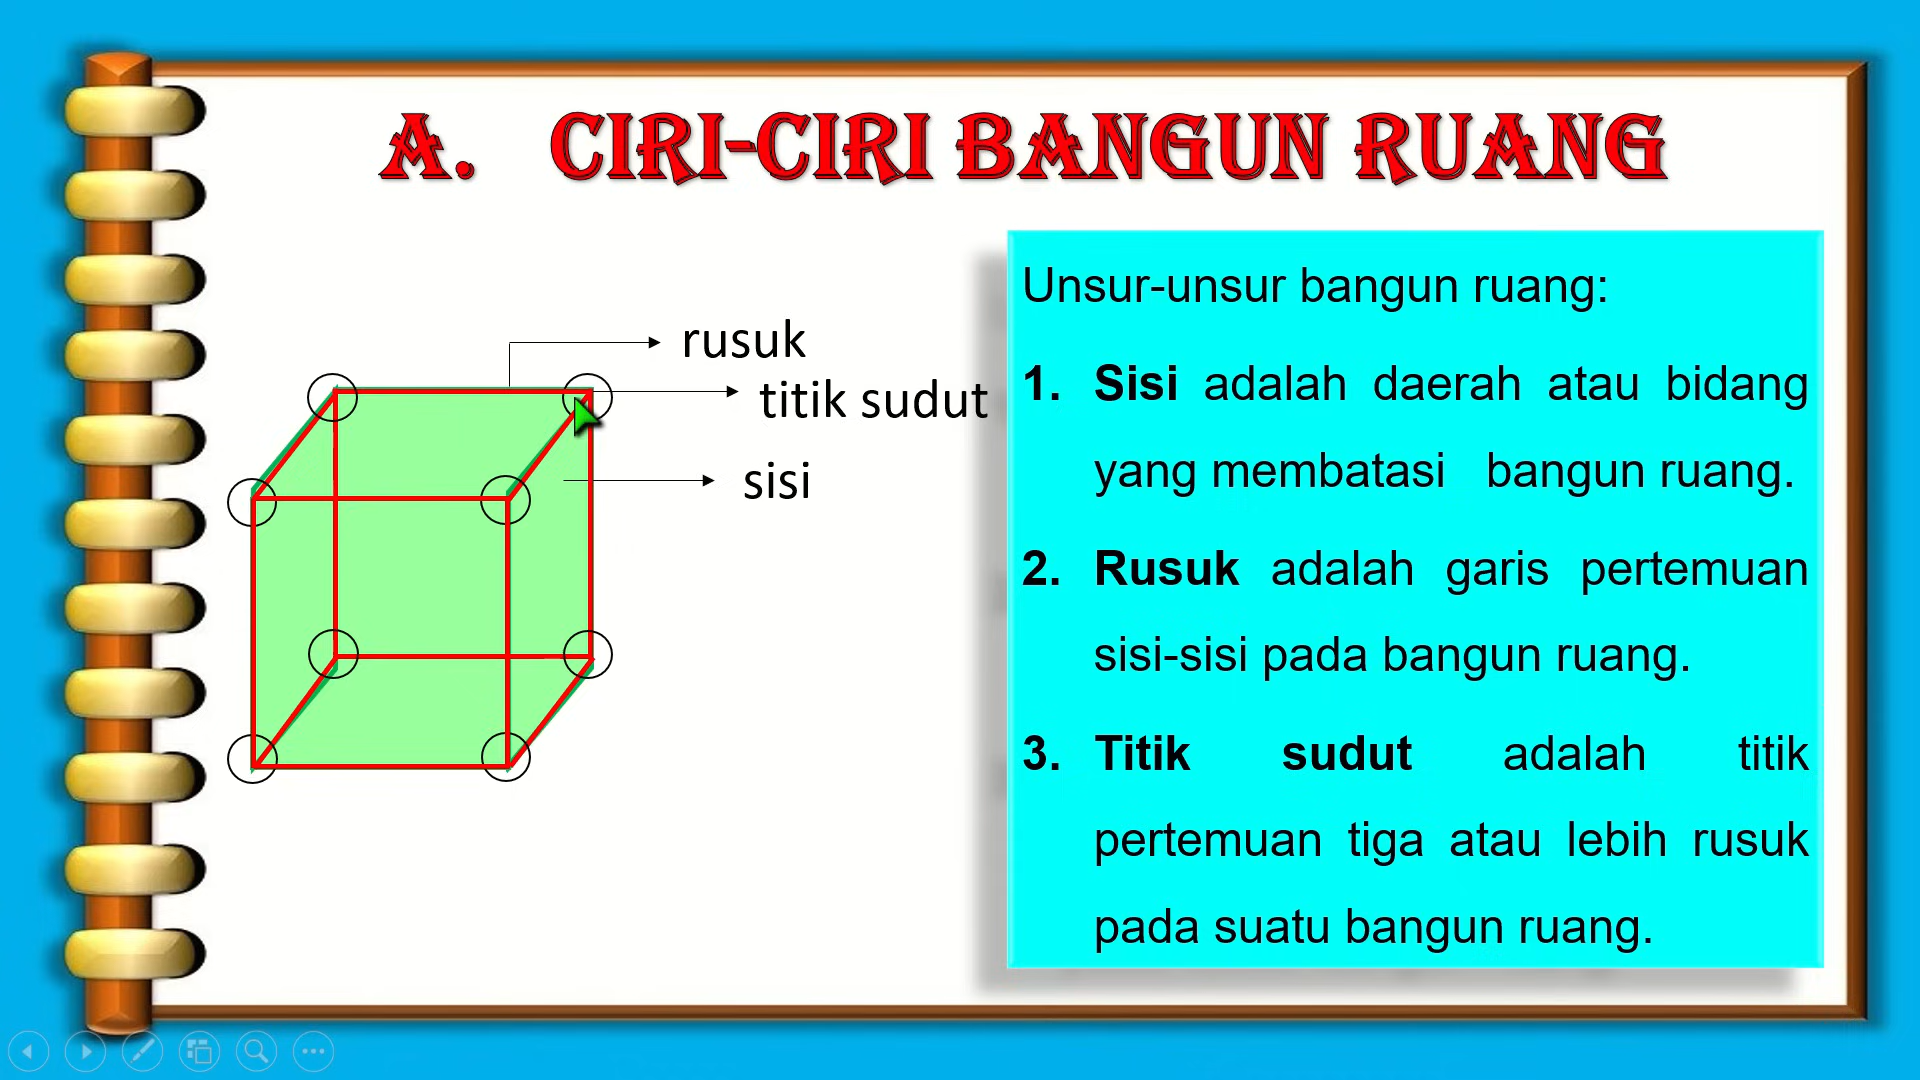 A. CIRI-CIRI BANGUN RUANG
rusuk
titik sudut
sisi
Unsur-unsur bangun ruang:
1. Sisi adalah daerah atau bidang
yang membatasi bangun ruang.
2. Rusuk adalah garis pertemuan
sisi-sisi pada bangun ruang.
3. Titik sudut adalah titik
pertemuan tiga atau lebih rusuk
pada suatu bangun ruang.